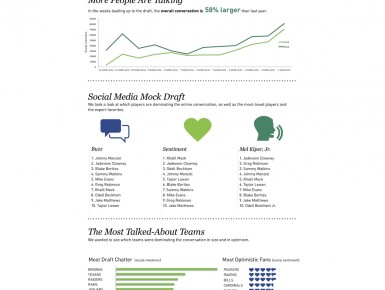 More People Are Talking
In the weeks leading up to the draft, the overall conversation is 58% larger than last year.
Social Media Mock Draft
We took a look at which players are dominating the online conversation, as well as the most-loved players and
the expert favorites.
Buzz
1. Johnny Manziel
2. Jadeveon Clowney
3. Blake Bortles
4. Sammy Watkins
5. Mike Evans
6. Greg Robinson
7. Khalil Mack
8. Odell Beckham
9. Jake Matthews
10. Taylor Lewan
Sentiment
1. Khalil Mack
2. Jadeveon Clowney
3. Odell Beckham
4. Johnny Manziel
5. Taylor Lewan
6. Blake Bortles
7. Sammy Watkins
8. Mike Evans
9. Greg Robinson
10. Jake Matthews
Mel Kiper, Jr.
1. Jadeveon Clowney
2. Greg Robinson
3. Blake Bortles
4. Sammy Watkins
5. Khalil Mack
6. Jake Matthews
7. Mike Evans
8. Johnny Manziel
9. Taylor Lewan
10. Odell Beckham Jr.
The Most Talked-About Teams
We wanted to see which teams were dominating the conversation in size and in optimism.
Most Draft Chatter (social mentions)
BROWNS
TEXANS
RAIDERS
RAMS
Most Optimistic Fans (social sentiment)
PACKERS
RAVENS
BILLS
CARDINALS